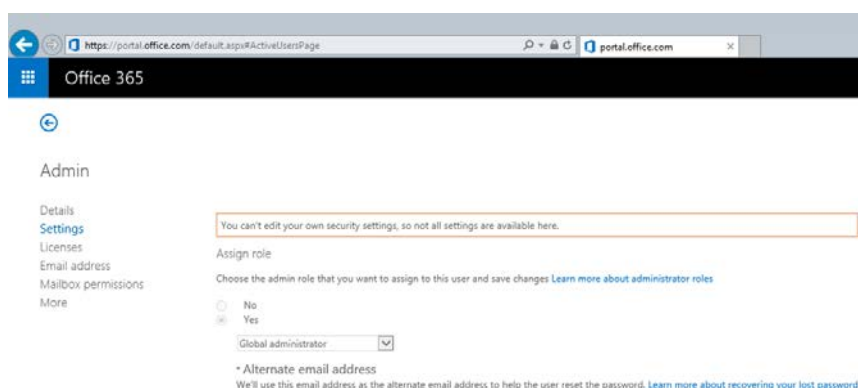 https://portal.office.com/default.aspx#ActiveUsersPage
portal.office.com
Office 365
Admin
Details
Settings
Licenses
Email address
Mailbox permissions
More
You can't edit your own security settings, so not all settings are available here.
Assign role
Choose the admin role that you want to assign to this user and save changes Learn more about administrator roles
No
Yes
Global administrator
* Alternate email address
We'll use this email address as the alternate email address to help the user reset the password. Learn more about recovering your lost password